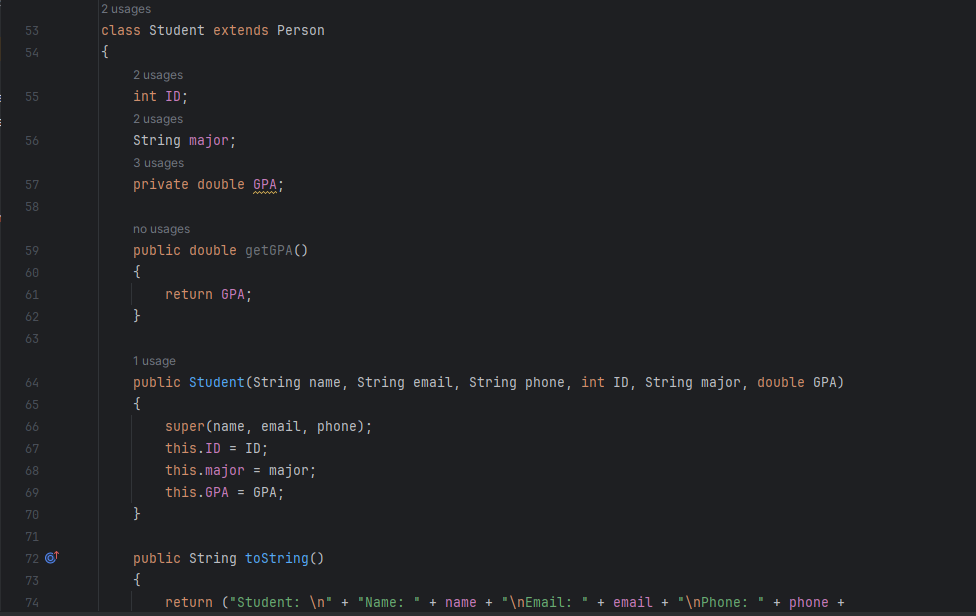 2 usages
53 class Student extends Person
54 {
2 usages
55 int ID;
2 usages
56 String major;
3 usages
57 private double GPA;
58
no usages
59 public double getGPA()
60 {
61 return GPA;
62 }
63
1 usage
64 public Student(String name, String email, String phone, int ID, String major, double GPA)
65 {
66 super(name, email, phone);
67 this.ID = ID;
68 this.major = major;
69 this.GPA = GPA;
70 }
71
72 public String toString()
73 {
74 return ("Student: \n" + "Name: " + name + "\nEmail: " + email + "\nPhone: " + phone +